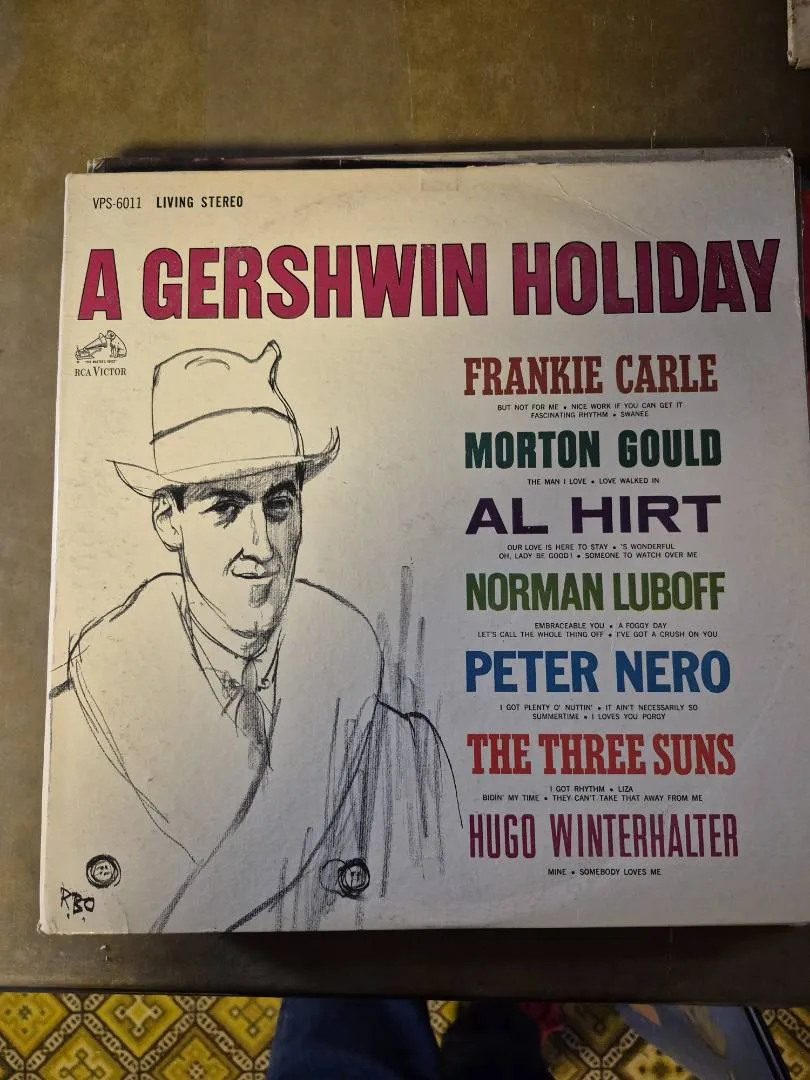 VPS-6011 LIVING STEREO
A GERSHWIN HOLIDAY
"HIS MASTER'S VOICE"
RCA VICTOR
FRANKIE CARLE
BUT NOT FOR ME • NICE WORK IF YOU CAN GET IT
FASCINATING RHYTHM • SWANEE
MORTON GOULD
THE MAN I LOVE • LOVE WALKED IN
AL HIRT
OUR LOVE IS HERE TO STAY • 'S WONDERFUL
OH, LADY BE GOOD! • SOMEONE TO WATCH OVER ME
NORMAN LUBOFF
EMBRACEABLE YOU • A FOGGY DAY
LET'S CALL THE WHOLE THING OFF • I'VE GOT A CRUSH ON YOU
PETER NERO
I GOT PLENTY O' NUTTIN' • IT AIN'T NECESSARILY SO
SUMMERTIME • I LOVES YOU PORGY
THE THREE SUNS
I GOT RHYTHM • LIZA
BIDIN' MY TIME • THEY CAN'T TAKE THAT AWAY FROM ME
HUGO WINTERHALTER
MINE • SOMEBODY LOVES ME